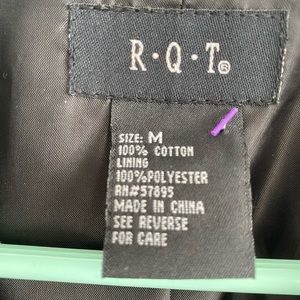 R·Q·T®
SIZE: M
100% COTTON
LINING
100%POLYESTER
RN#57895
MADE IN CHINA
SEE REVERSE
FOR CARE